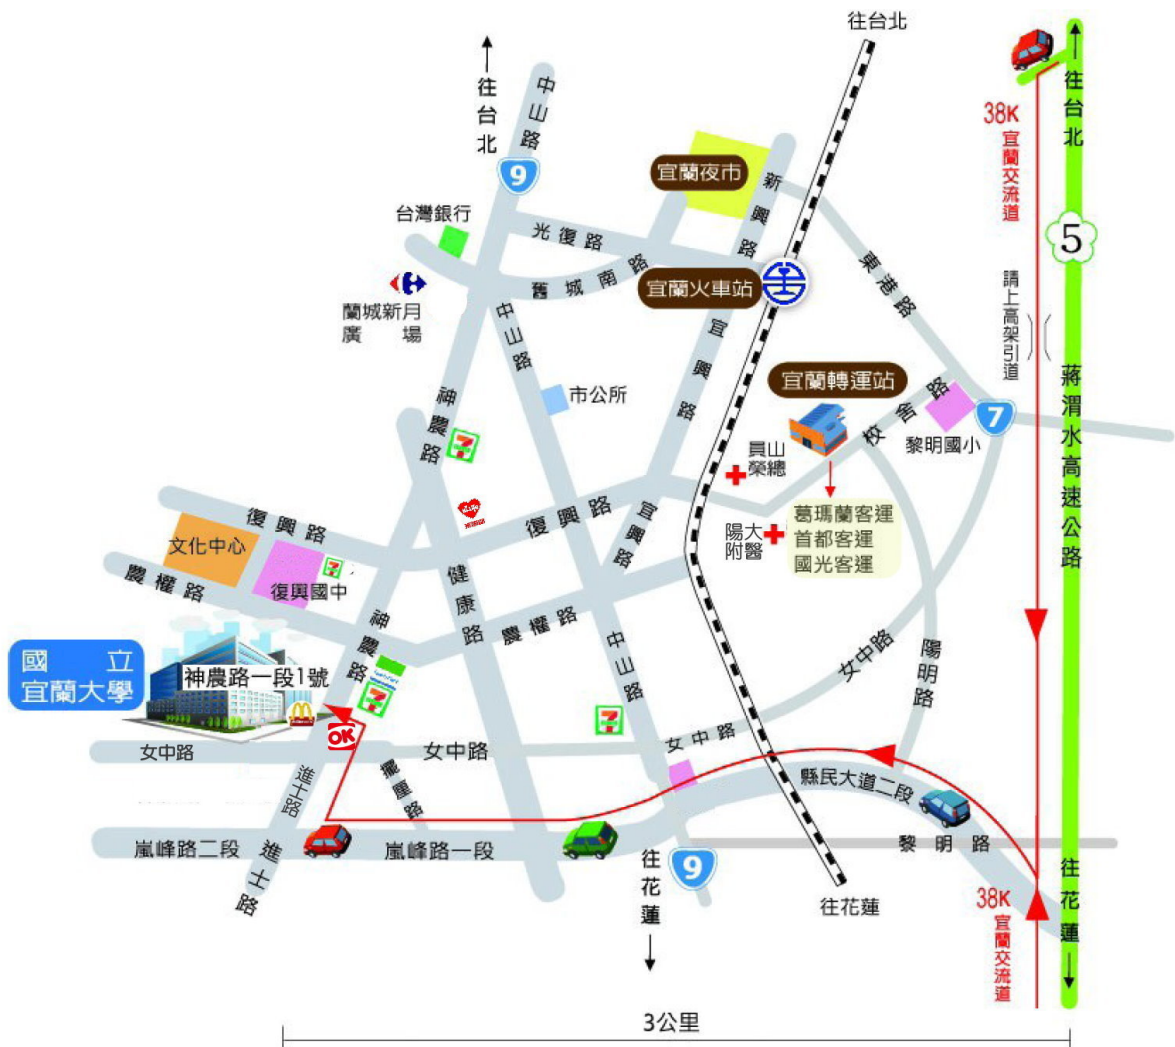 往台北
往台北
中山路
9
宜蘭夜市
新興路
38K
宜蘭交流道
往台北
台灣銀行
光復路
舊城南路
東港路
5
宜蘭火車站
蘭城新月
廣場
中山路
宜興路
請上高架引道
宜蘭轉運站
市公所
神農路
校舍路
7
黎明國小
蔣渭水高速公路
7
員山
榮總
復興路
復興路
宜興路
陽大
附醫
葛瑪蘭客運
首都客運
國光客運
文化中心
7
復興國中
農權路
健康路
神農路
農權路
中山路
女中路
陽明路
國立
宜蘭大學
神農路一段1號
7
OK
7
女中路
女中路
女中路
進士路
擺厘路
縣民大道二段
嵐峰路二段
進士路
嵐峰路一段
黎明路
9
往花蓮
往花蓮
往花蓮
38K
宜蘭交流道
3公里